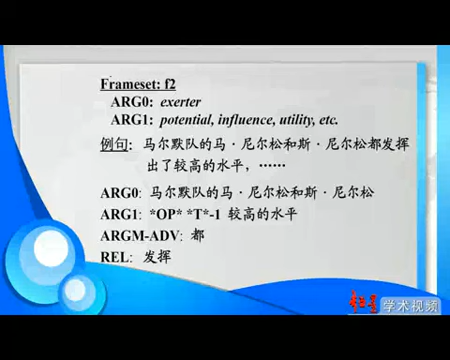 Frameset: f2
ARG0: exerter
ARG1: potential, influence, utility, etc.
例句: 马尔默队的马·尼尔松和斯·尼尔松都发挥
出了较高的水平，……
ARG0: 马尔默队的马·尼尔松和斯·尼尔松
ARG1: *OP* *T*-1 较高的水平
ARGM-ADV: 都
REL: 发挥
学术视频